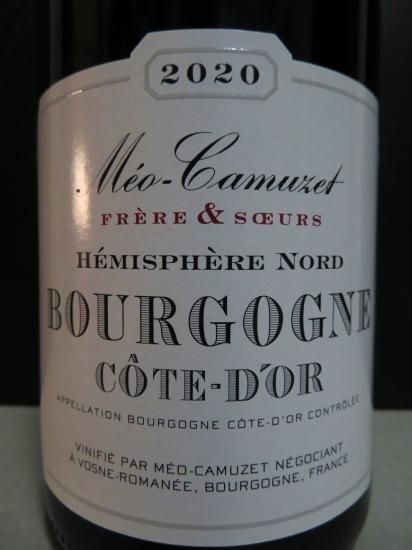 2020
Méo-Camuzet
FRÈRE & SŒURS
HÉMISPHÈRE NORD
BOURGOGNE
CÔTE-D'OR
APPELLATION BOURGOGNE CÔTE-D'OR CONTRÔLÉE
VINIFIÉ PAR MÉO-CAMUZET NÉGOCIANT
À VOSNE-ROMANÉE, BOURGOGNE, FRANCE